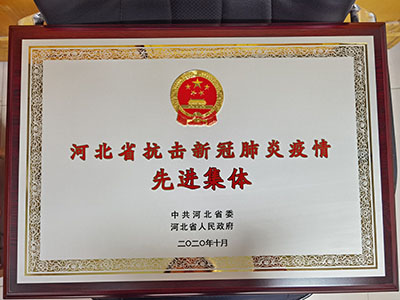 河北省抗击新冠肺炎疫情
先进集体
中共河北省委
河北省人民政府
二〇二〇年十月